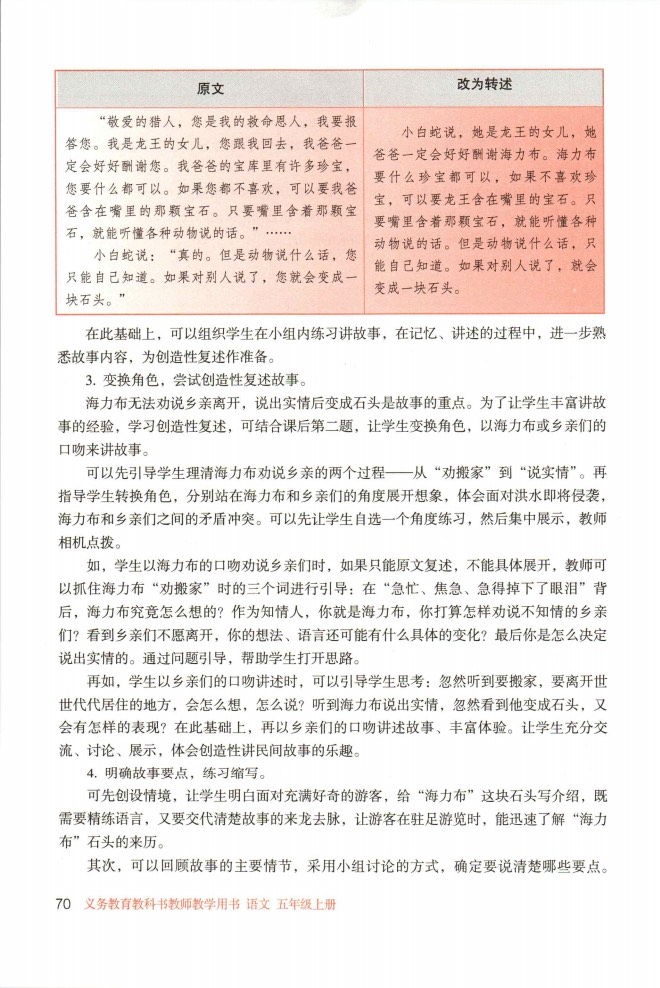 原文
改为转述
“敬爱的猎人，您是我的救命恩人，我要报
答您。我是龙王的女儿，您跟我回去，我爸爸一
定会好好酬谢您。我爸爸的宝库里有许多珍宝，
您要什么都可以。如果您都不喜欢，可以要我爸
爸含在嘴里的那颗宝石。只要嘴里含着那颗宝
石，就能听懂各种动物说的话。”……
小白蛇说：“真的。但是动物说什么话，您
只能自己知道。如果对别人说了，您就会变成一
块石头。”
小白蛇说，她是龙王的女儿，她
爸爸一定会好好酬谢海力布。海力布
要什么珍宝都可以，如果不喜欢珍
宝，可以要龙王含在嘴里的宝石。只
要嘴里含着那颗宝石，就能听懂各种
动物说的话。但是动物说什么话，只
能自己知道。如果对别人说了，就会
变成一块石头。
在此基础上，可以组织学生在小组内练习讲故事，在记忆、讲述的过程中，进一步熟
悉故事内容，为创造性复述作准备。
3. 变换角色，尝试创造性复述故事。
海力布无法劝说乡亲离开，说出实情后变成石头是故事的重点。为了让学生丰富讲故
事的经验，学习创造性复述，可结合课后第二题，让学生变换角色，以海力布或乡亲们的
口吻来讲故事。
可以先引导学生理清海力布劝说乡亲的两个过程——从“劝搬家”到“说实情”。再
指导学生转换角色，分别站在海力布和乡亲们的角度展开想象，体会面对洪水即将侵袭，
海力布和乡亲们之间的矛盾冲突。可以先让学生自选一个角度练习，然后集中展示，教师
相机点拨。
如，学生以海力布的口吻劝说乡亲们时，如果只能原文复述，不能具体展开，教师可
以抓住海力布“劝搬家”时的三个词进行引导：在“急忙、焦急、急得掉下了眼泪”背
后，海力布究竟怎么想的？作为知情人，你就是海力布，你打算怎样劝说不知情的乡亲
们？看到乡亲们不愿离开，你的想法、语言还可能有什么具体的变化？最后你是怎么决定
说出实情的。通过问题引导，帮助学生打开思路。
再如，学生以乡亲们的口吻讲述时，可以引导学生思考：忽然听到要搬家，要离开世
世代代居住的地方，会怎么想，怎么说？听到海力布说出实情，忽然看到他变成石头，又
会有怎样的表现？在此基础上，再以乡亲们的口吻讲述故事、丰富体验。让学生充分交
流、讨论、展示，体会创造性讲民间故事的乐趣。
4. 明确故事要点，练习缩写。
可先创设情境，让学生明白面对充满好奇的游客，给“海力布”这块石头写介绍，既
需要精练语言，又要交代清楚故事的来龙去脉，让游客在驻足游览时，能迅速了解“海力
布”石头的来历。
其次，可以回顾故事的主要情节，采用小组讨论的方式，确定要说清楚哪些要点。
70 义务教育教科书教师教学用书 语文 五年级上册